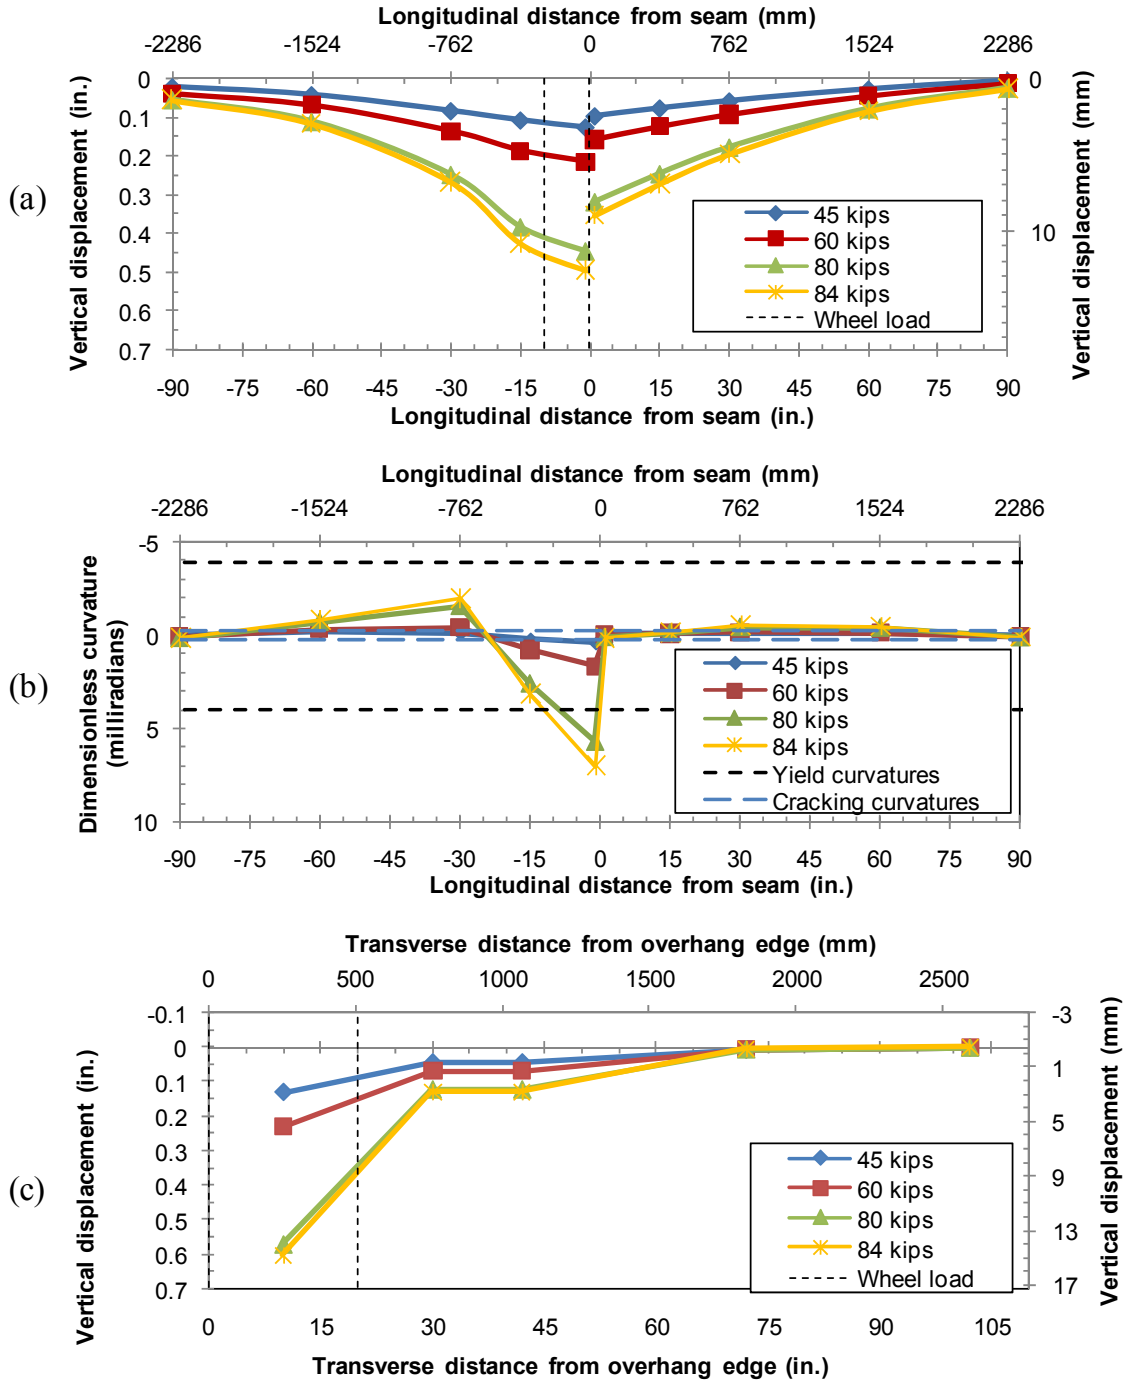 Longitudinal distance from seam (mm)
-2286 -1524 -762 0 762 1524 2286
(a)
Vertical displacement (in.)
0
0.1
0.2
0.3
0.4
0.5
0.6
0.7
0
10
Vertical displacement (mm)
45 kips
60 kips
80 kips
84 kips
Wheel load
-90 -75 -60 -45 -30 -15 0 15 30 45 60 75 90
Longitudinal distance from seam (in.)
Longitudinal distance from seam (mm)
-2286 -1524 -762 0 762 1524 2286
(b)
Dimensionless curvature
(milliradians)
-5
0
5
10
45 kips
60 kips
80 kips
84 kips
Yield curvatures
Cracking curvatures
-90 -75 -60 -45 -30 -15 0 15 30 45 60 75 90
Longitudinal distance from seam (in.)
Transverse distance from overhang edge (mm)
0 500 1000 1500 2000 2500
(c)
Vertical displacement (in.)
-0.1
0
0.1
0.2
0.3
0.4
0.5
0.6
0.7
-3
1
5
9
13
17
Vertical displacement (mm)
45 kips
60 kips
80 kips
84 kips
Wheel load
0 15 30 45 60 75 90 105
Transverse distance from overhang edge (in.)